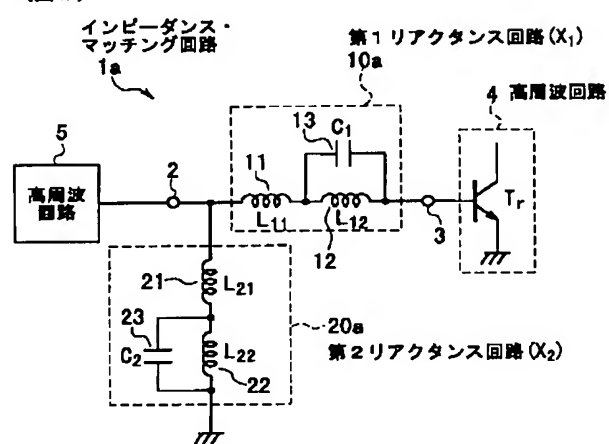 インピーダンス・
マッチング回路
1a
第1リアクタンス回路(X1)
10a
4 高周波回路
13
C1
5
高周波
回路
2
11
L11
L12
12
3
Tr
21
L21
23
C2
L22
22
20a
第2リアクタンス回路(X2)